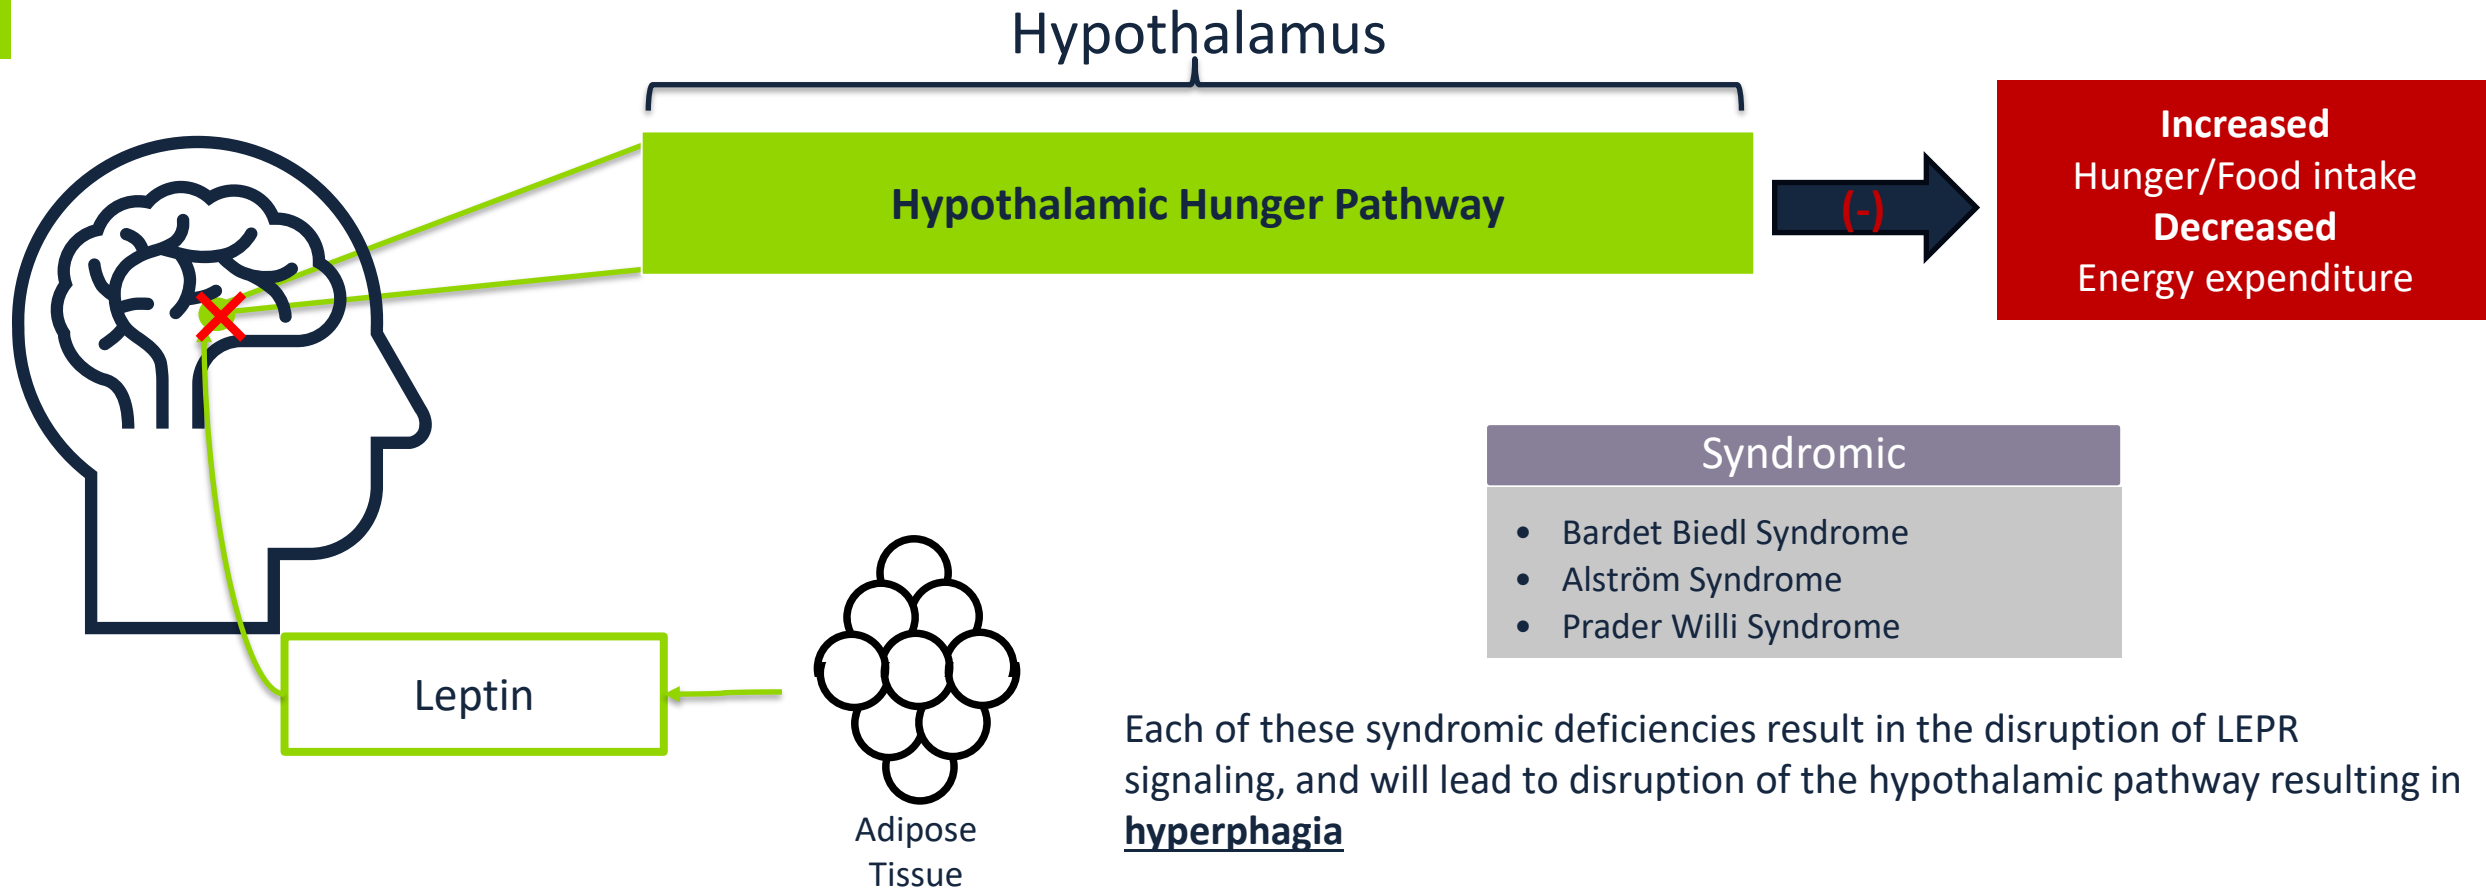 Hypothalamus
Hypothalamic Hunger Pathway
(-)
Increased
Hunger/Food intake
Decreased
Energy expenditure
Syndromic
• Bardet Biedl Syndrome
• Alström Syndrome
• Prader Willi Syndrome
Leptin
Adipose
Tissue
Each of these syndromic deficiencies result in the disruption of LEPR
signaling, and will lead to disruption of the hypothalamic pathway resulting in
hyperphagia